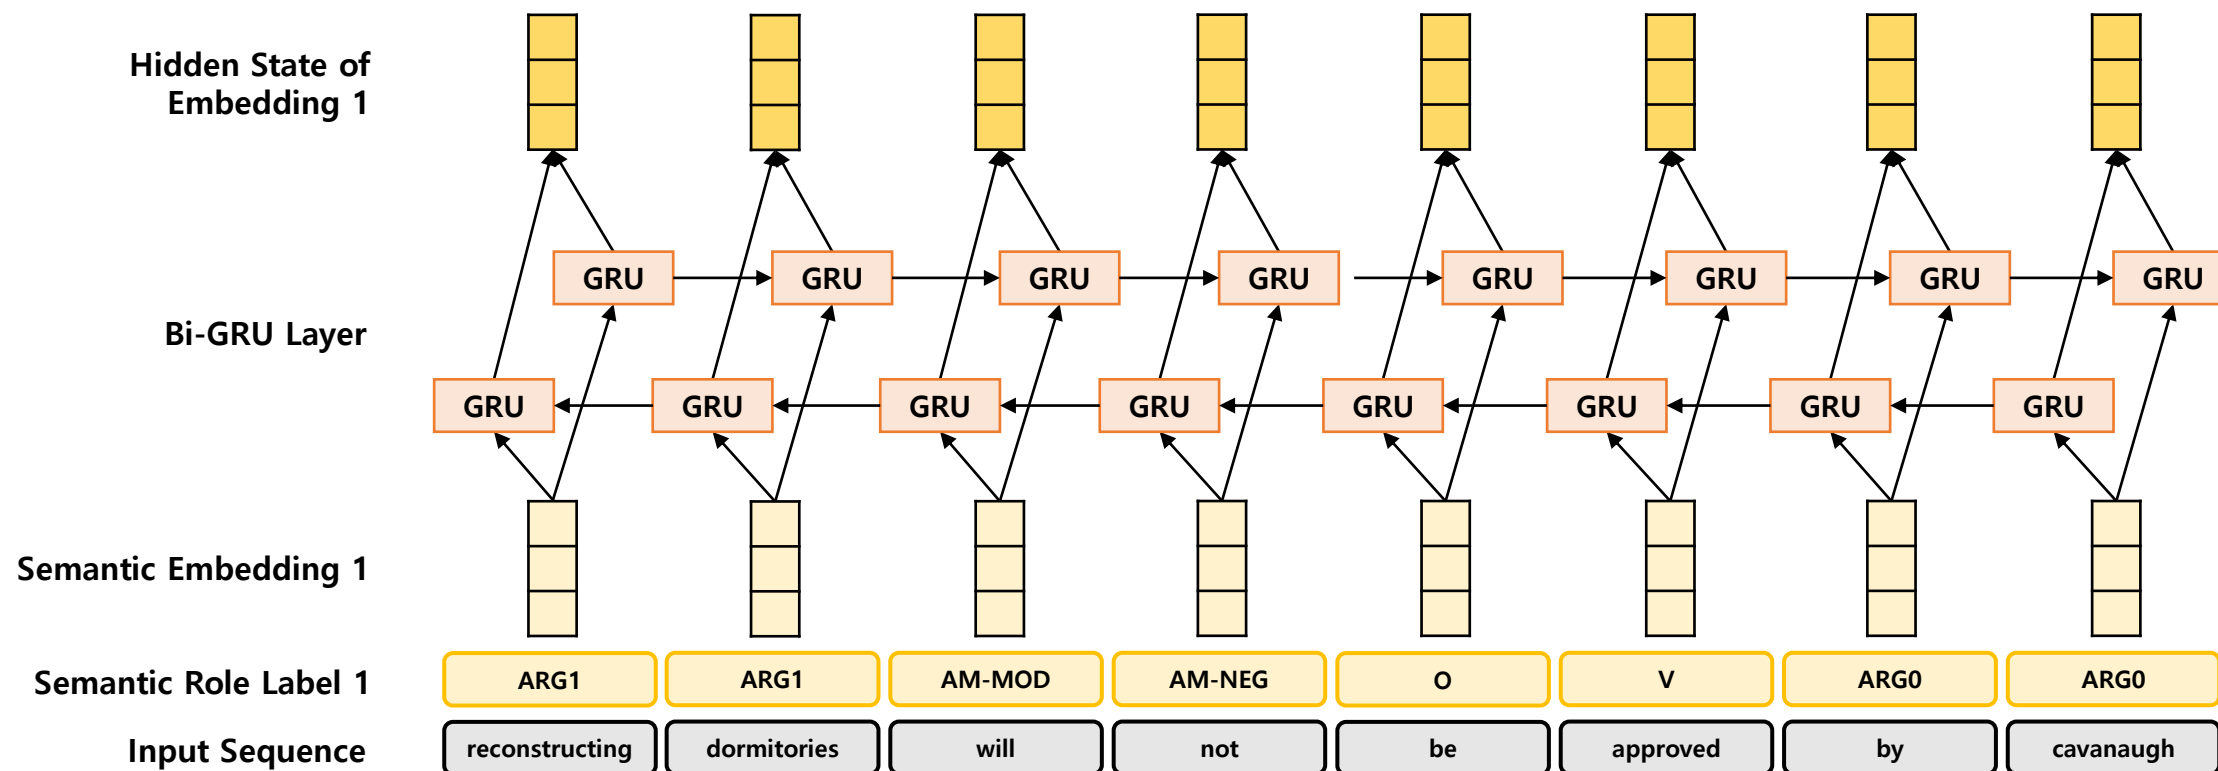 Hidden State of
Embedding 1
GRU GRU GRU GRU GRU GRU GRU GRU
Bi-GRU Layer
GRU GRU GRU GRU GRU GRU GRU GRU
Semantic Embedding 1
Semantic Role Label 1 ARG1 ARG1 AM-MOD AM-NEG O V ARG0 ARG0
Input Sequence reconstructing dormitories will not be approved by cavanaugh